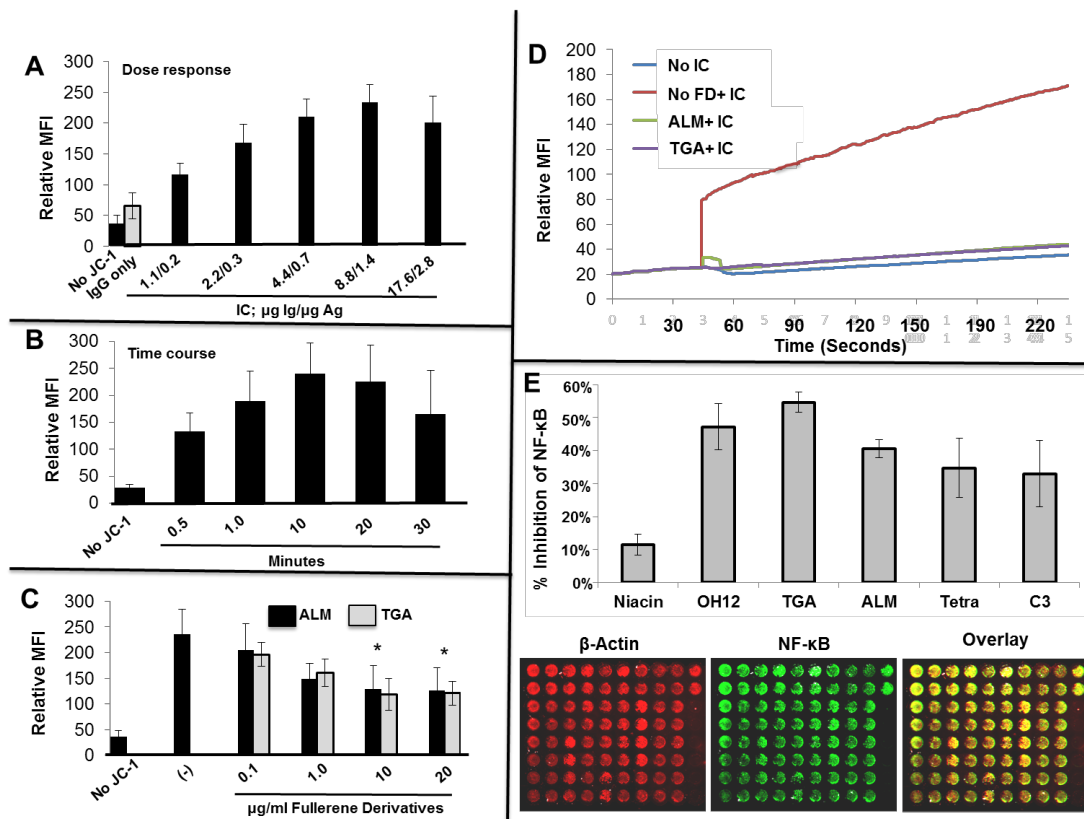 A
Dose response
Relative MFI
300
250
200
150
100
50
0
No JC-1
IgG only
1.1/0.2
2.2/0.3
4.4/0.7
8.8/1.4
17.6/2.8
IC; µg Ig/µg Ag
B
Time course
Relative MFI
300
250
200
150
100
50
0
No JC-1
0.5
1.0
10
20
30
Minutes
C
ALM
TGA
Relative MFI
300
250
200
150
100
50
0
*
*
No JC-1
(-)
0.1
1.0
10
20
µg/ml Fullerene Derivatives
D
No IC
No FD+ IC
ALM+ IC
TGA+ IC
Relative MFI
200
180
160
140
120
100
80
60
40
20
0
30
60
90
120
150
190
220
Time (Seconds)
E
% Inhibition of NF-κB
60%
50%
40%
30%
20%
10%
0%
Niacin
OH12
TGA
ALM
Tetra
C3
β-Actin
NF-κB
Overlay